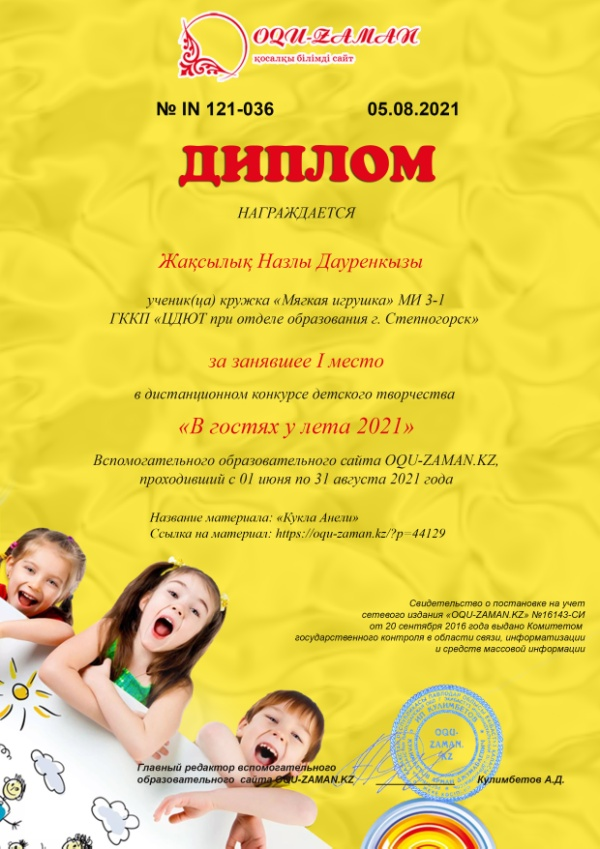 OQU-ZAMAN
қосалқы білімді сайт
№ IN 121-036 05.08.2021
ДИПЛОМ
НАГРАЖДАЕТСЯ
Жақсылық Назлы Дауренкызы
ученик(ца) кружка «Мягкая игрушка» МИ 3-1
ГККП «ЦДЮТ при отделе образования г. Степногорск»
за занявшее I место
в дистанционном конкурсе детского творчества
«В гостях у лета 2021»
Вспомогательного образовательного сайта OQU-ZAMAN.KZ,
проходивший с 01 июня по 31 августа 2021 года
Название материала: «Кукла Анели»
Ссылка на материал: https://oqu-zaman.kz/?p=44129
Свидетельство о постановке на учет
сетевого издания «OQU-ZAMAN.KZ» №16143-СИ
от 20 сентября 2016 года выдано Комитетом
государственного контроля в области связи, информатизации
и средств массовой информации
ИП КУЛИМБЕТОВ
OQU-
ZAMAN.
KZ
Главный редактор вспомогательного
образовательного сайта OQU-ZAMAN.KZ Кулимбетов А.Д.